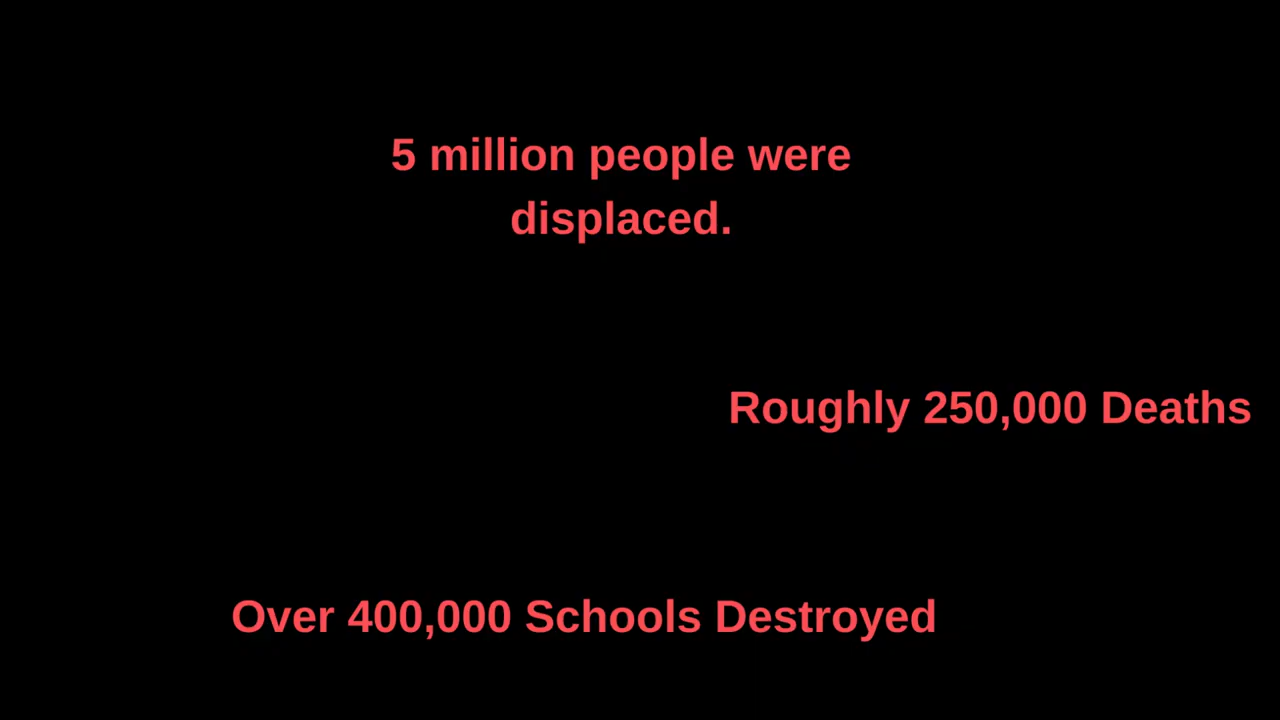 5 million people were
displaced.
Roughly 250,000 Deaths
Over 400,000 Schools Destroyed